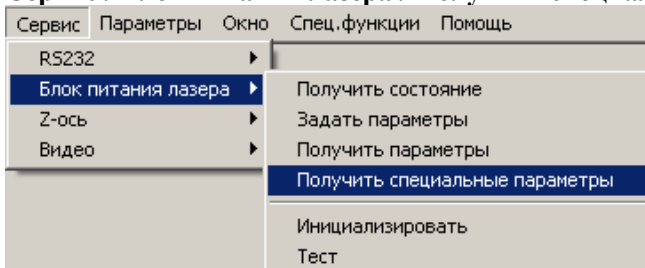 Сервис Параметры Окно Спец.функции Помощь
RS232
Блок питания лазера
Z-ось
Видео
Получить состояние
Задать параметры
Получить параметры
Получить специальные параметры
Инициализировать
Тест